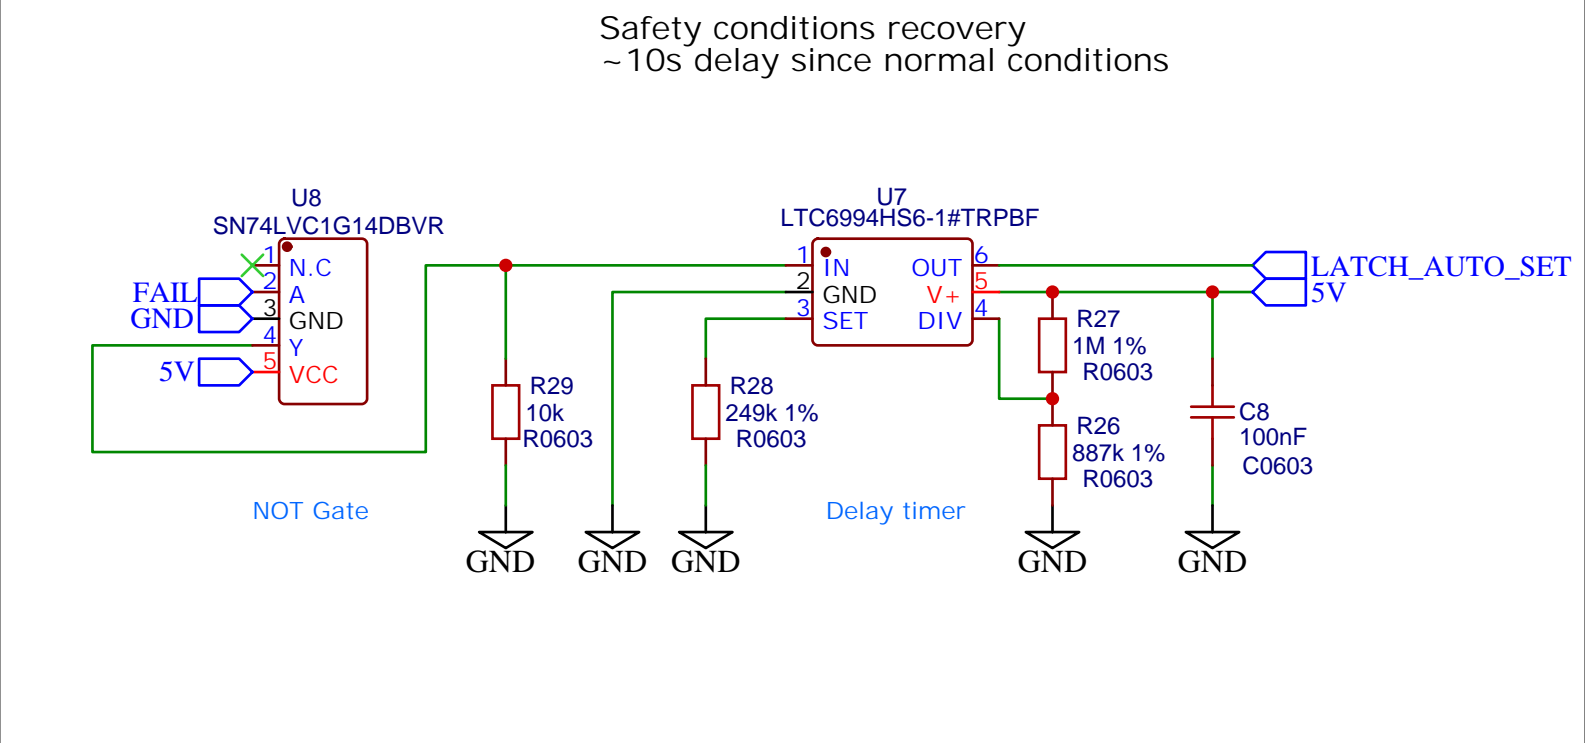 Safety conditions recovery
~10s delay since normal conditions
U8
SN74LVC1G14DBVR
1
N.C
FAIL
2
A
GND
3
GND
4
Y
5V
5
VCC
NOT Gate
R29
10k
R0603
GND
GND
U7
LTC6994HS6-1#TRPBF
1
IN
OUT
6
LATCH_AUTO_SET
2
GND
V+
5
5V
3
SET
DIV
4
R28
249k 1%
R0603
GND
Delay timer
R27
1M 1%
R0603
R26
887k 1%
R0603
GND
C8
100nF
C0603
GND